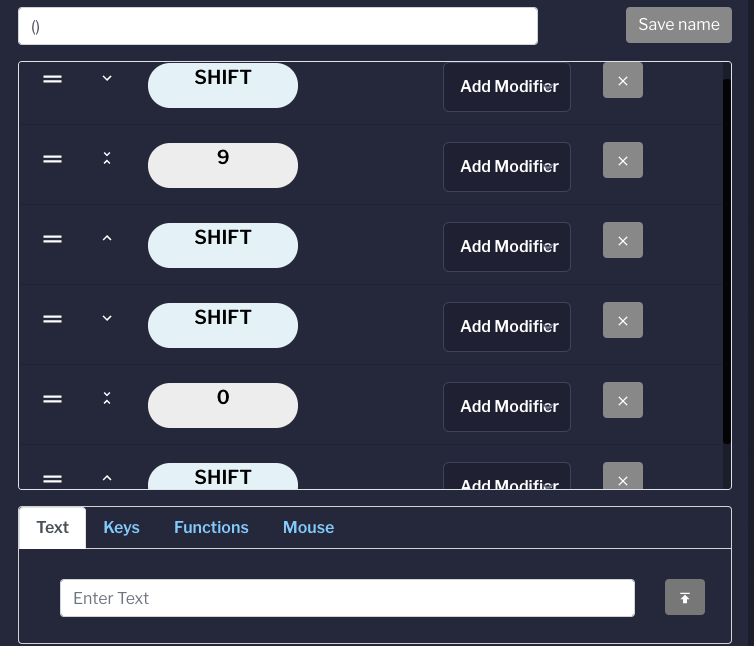 ()
Save name
SHIFT
Add Modifier
9
Add Modifier
SHIFT
Add Modifier
SHIFT
Add Modifier
0
Add Modifier
SHIFT
Add Modifier
Text Keys Functions Mouse
Enter Text